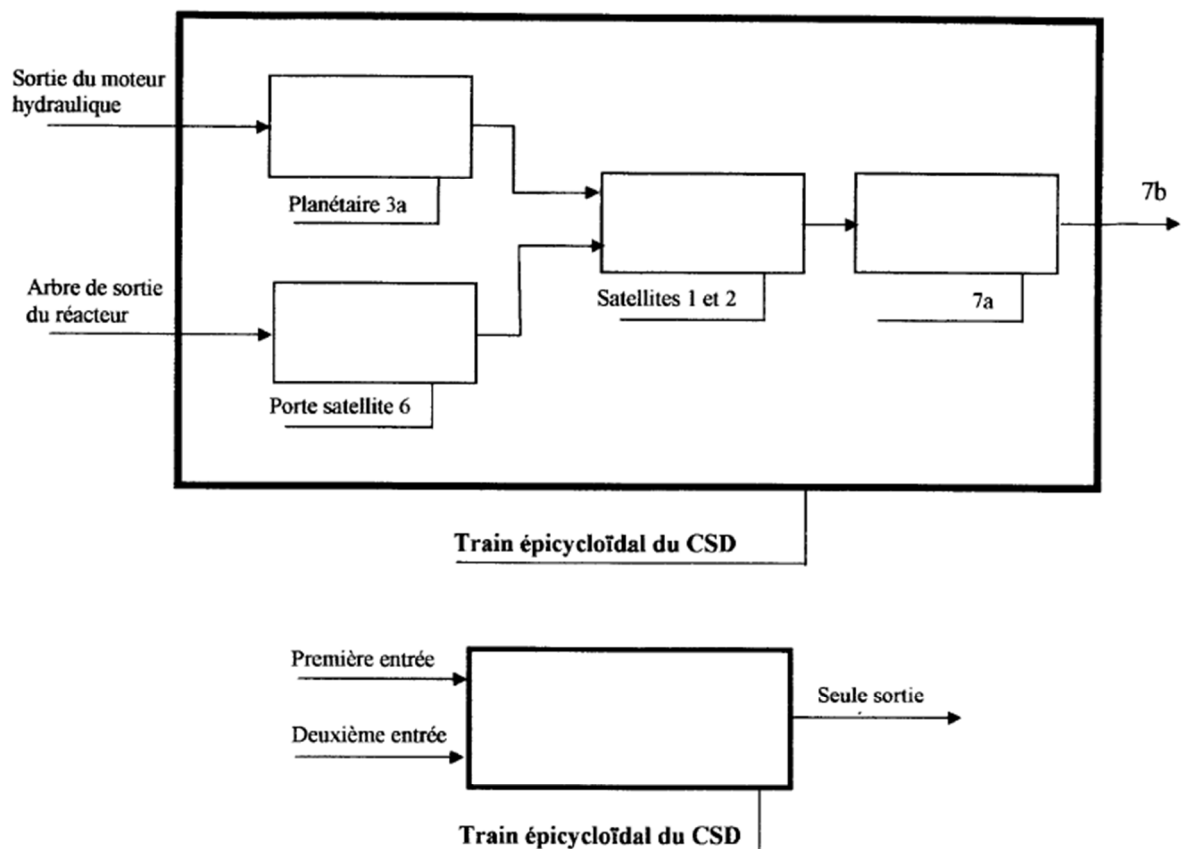 Sortie du moteur
hydraulique
Planétaire 3a
7b
Arbre de sortie
du réacteur
Satellites 1 et 2
7a
Porte satellite 6
Train épicycloïdal du CSD
Première entrée
Seule sortie
Deuxième entrée
Train épicycloïdal du CSD